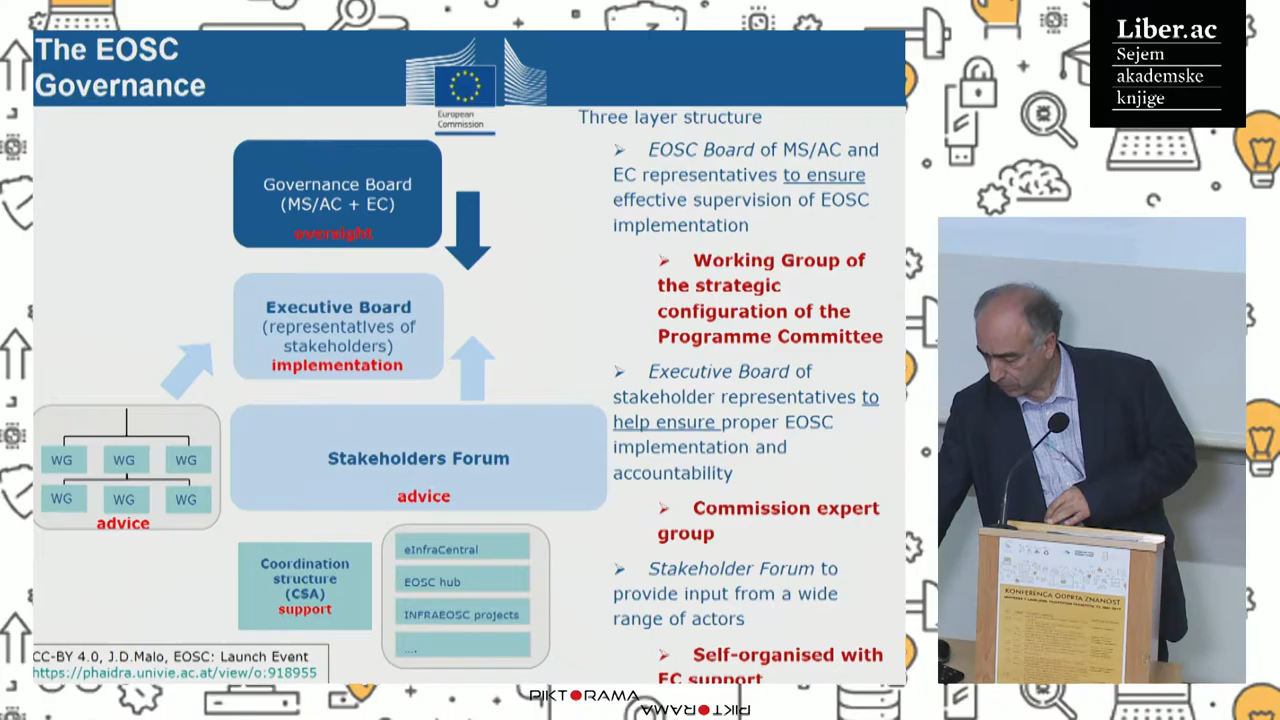 The EOSC
Governance
European
Commission
Governance Board
(MS/AC + EC)
oversight
Executive Board
(representatives of
stakeholders)
implementation
WG WG WG
WG WG WG
advice
Stakeholders Forum
advice
Coordination
structure
(CSA)
support
eInfraCentral
EOSC hub
INFRAEOSC projects
....
CC-BY 4.0, J.D.Malo, EOSC: Launch Event
https://phaidra.univie.ac.at/view/o:918955
Three layer structure
➢ EOSC Board of MS/AC and
EC representatives to ensure
effective supervision of EOSC
implementation
➢ Working Group of
the strategic
configuration of the
Programme Committee
➢ Executive Board of
stakeholder representatives to
help ensure proper EOSC
implementation and
accountability
➢ Commission expert
group
➢ Stakeholder Forum to
provide input from a wide
range of actors
➢ Self-organised with
EC support
Liber.ac
Sejem
akademske
knjige
KONFERENCA ODPRTA ZNANOST
PIKTORAMA
PIKTORAMA